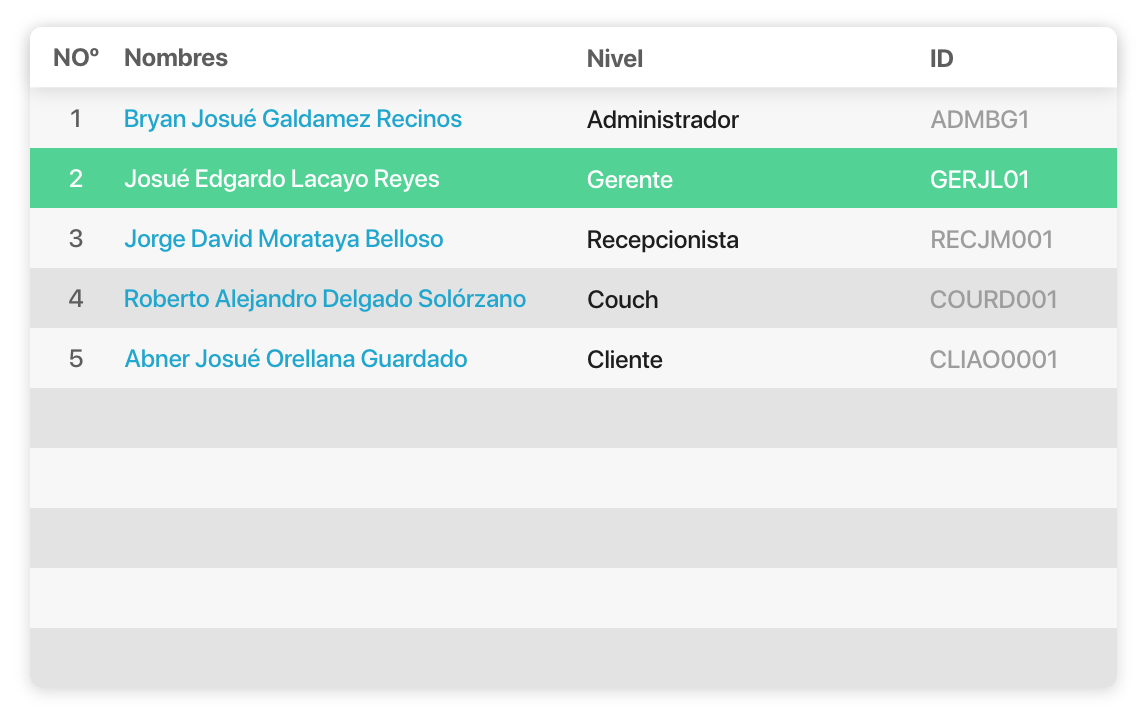 NOº Nombres Nivel ID
1 Bryan Josué Galdamez Recinos Administrador ADMBG1
2 Josué Edgardo Lacayo Reyes Gerente GERJL01
3 Jorge David Morataya Belloso Recepcionista RECJM001
4 Roberto Alejandro Delgado Solórzano Couch COURD001
5 Abner Josué Orellana Guardado Cliente CLIAO0001